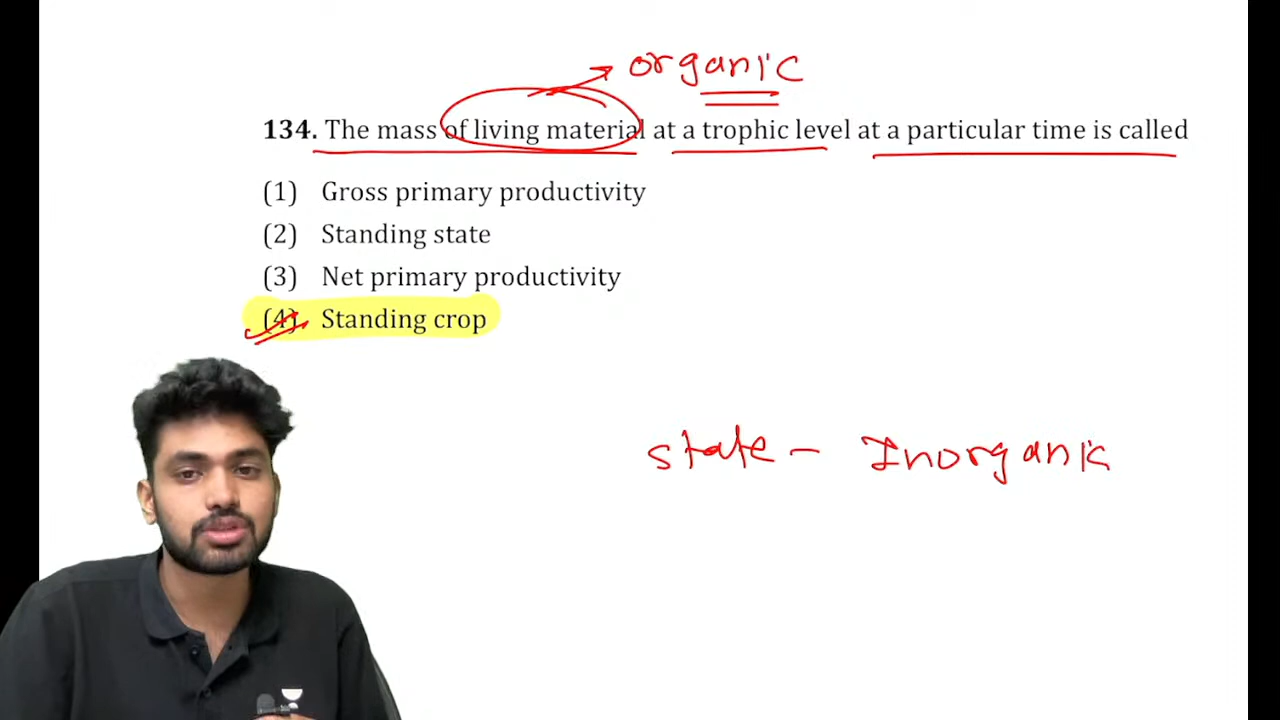 organic
134. The mass of living material at a trophic level at a particular time is called
(1) Gross primary productivity
(2) Standing state
(3) Net primary productivity
(4) Standing crop
state - Inorganic